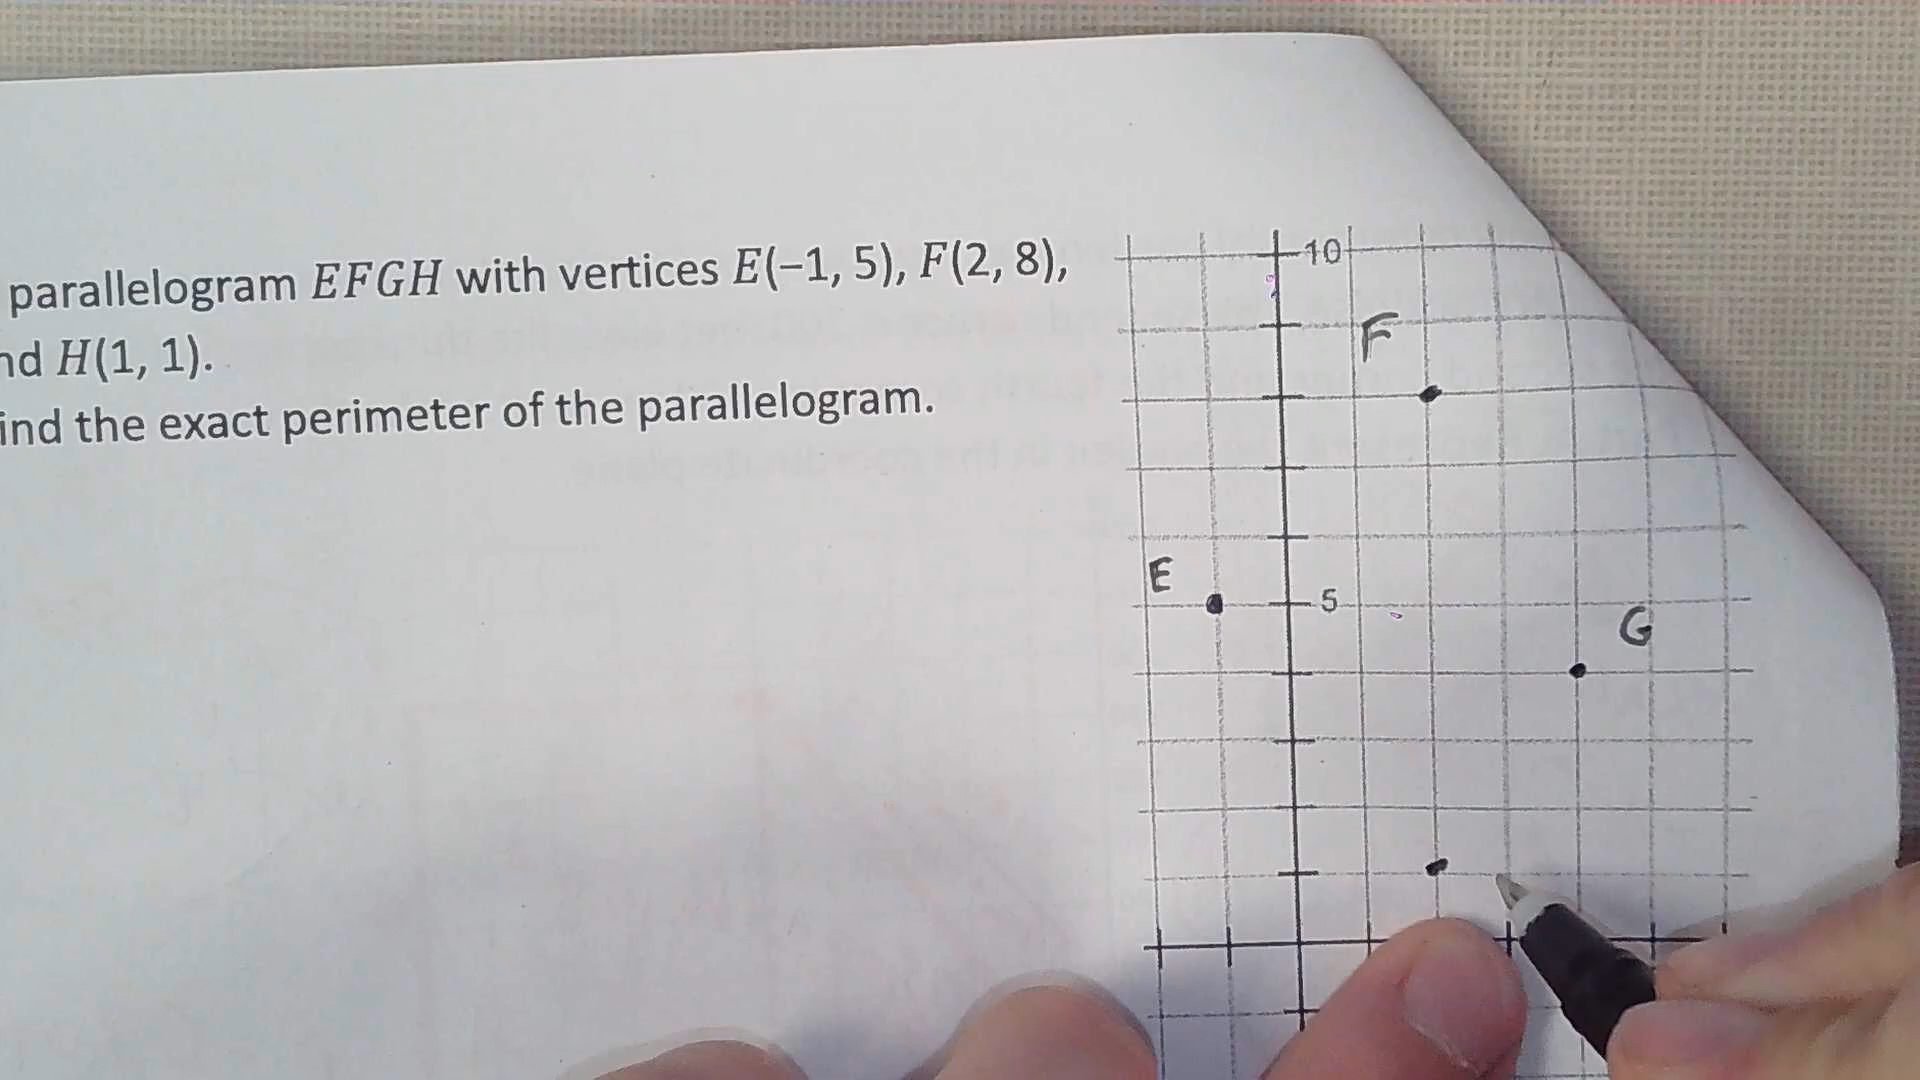 parallelogram EFGH with vertices E(−1, 5), F(2, 8),
nd H(1, 1).
ind the exact perimeter of the parallelogram.
10
F
E
5
G